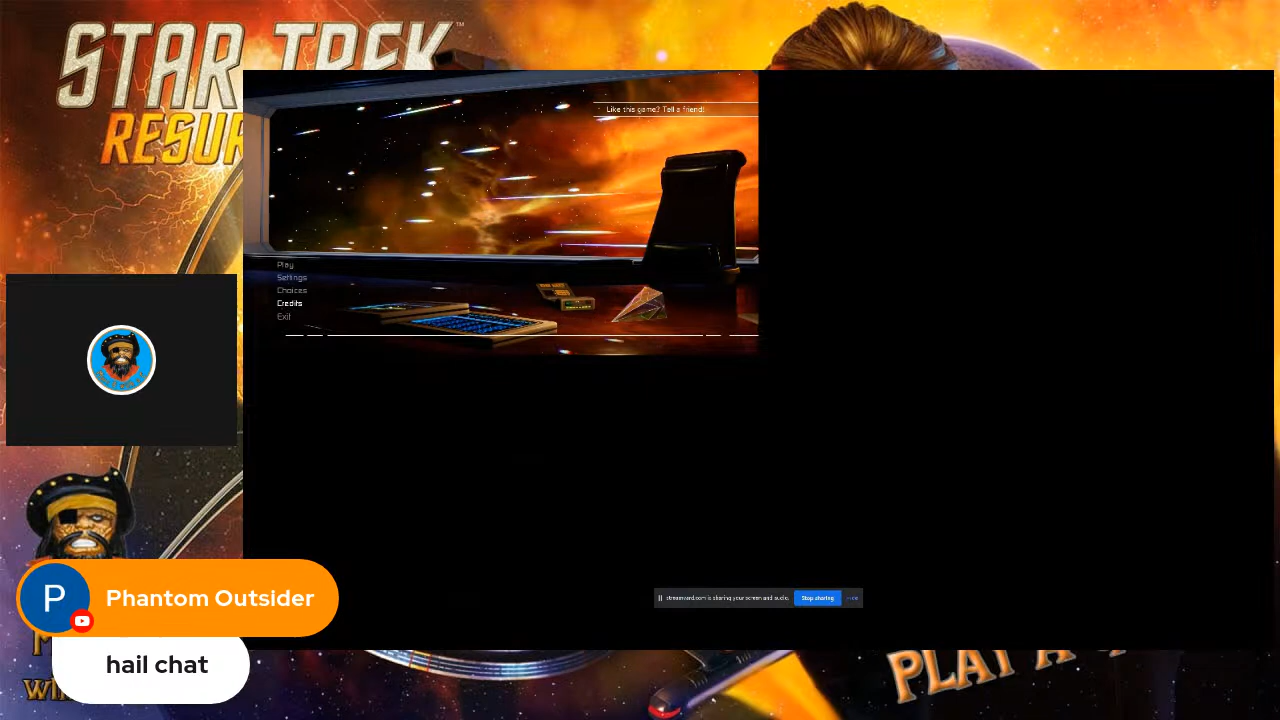 STAR TREK™
RESUR
Like this game? Tell a friend!
Play
Settings
Choices
Credits
Exit
streamyard.com is sharing your screen and audio.
Stop sharing
Hide
P
Phantom Outsider
hail chat
PLAY A